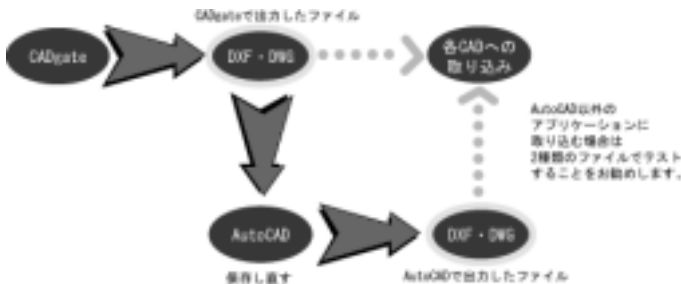 CADgateで出力したファイル
CADgate
DXF・DWG
各CADへの
取り込み
AutoCAD以外の
アプリケーションに
取り込む場合は
2種類のファイルでテスト
することをお勧めします。
AutoCAD
DXF・DWG
保存し直す
AutoCADで出力したファイル